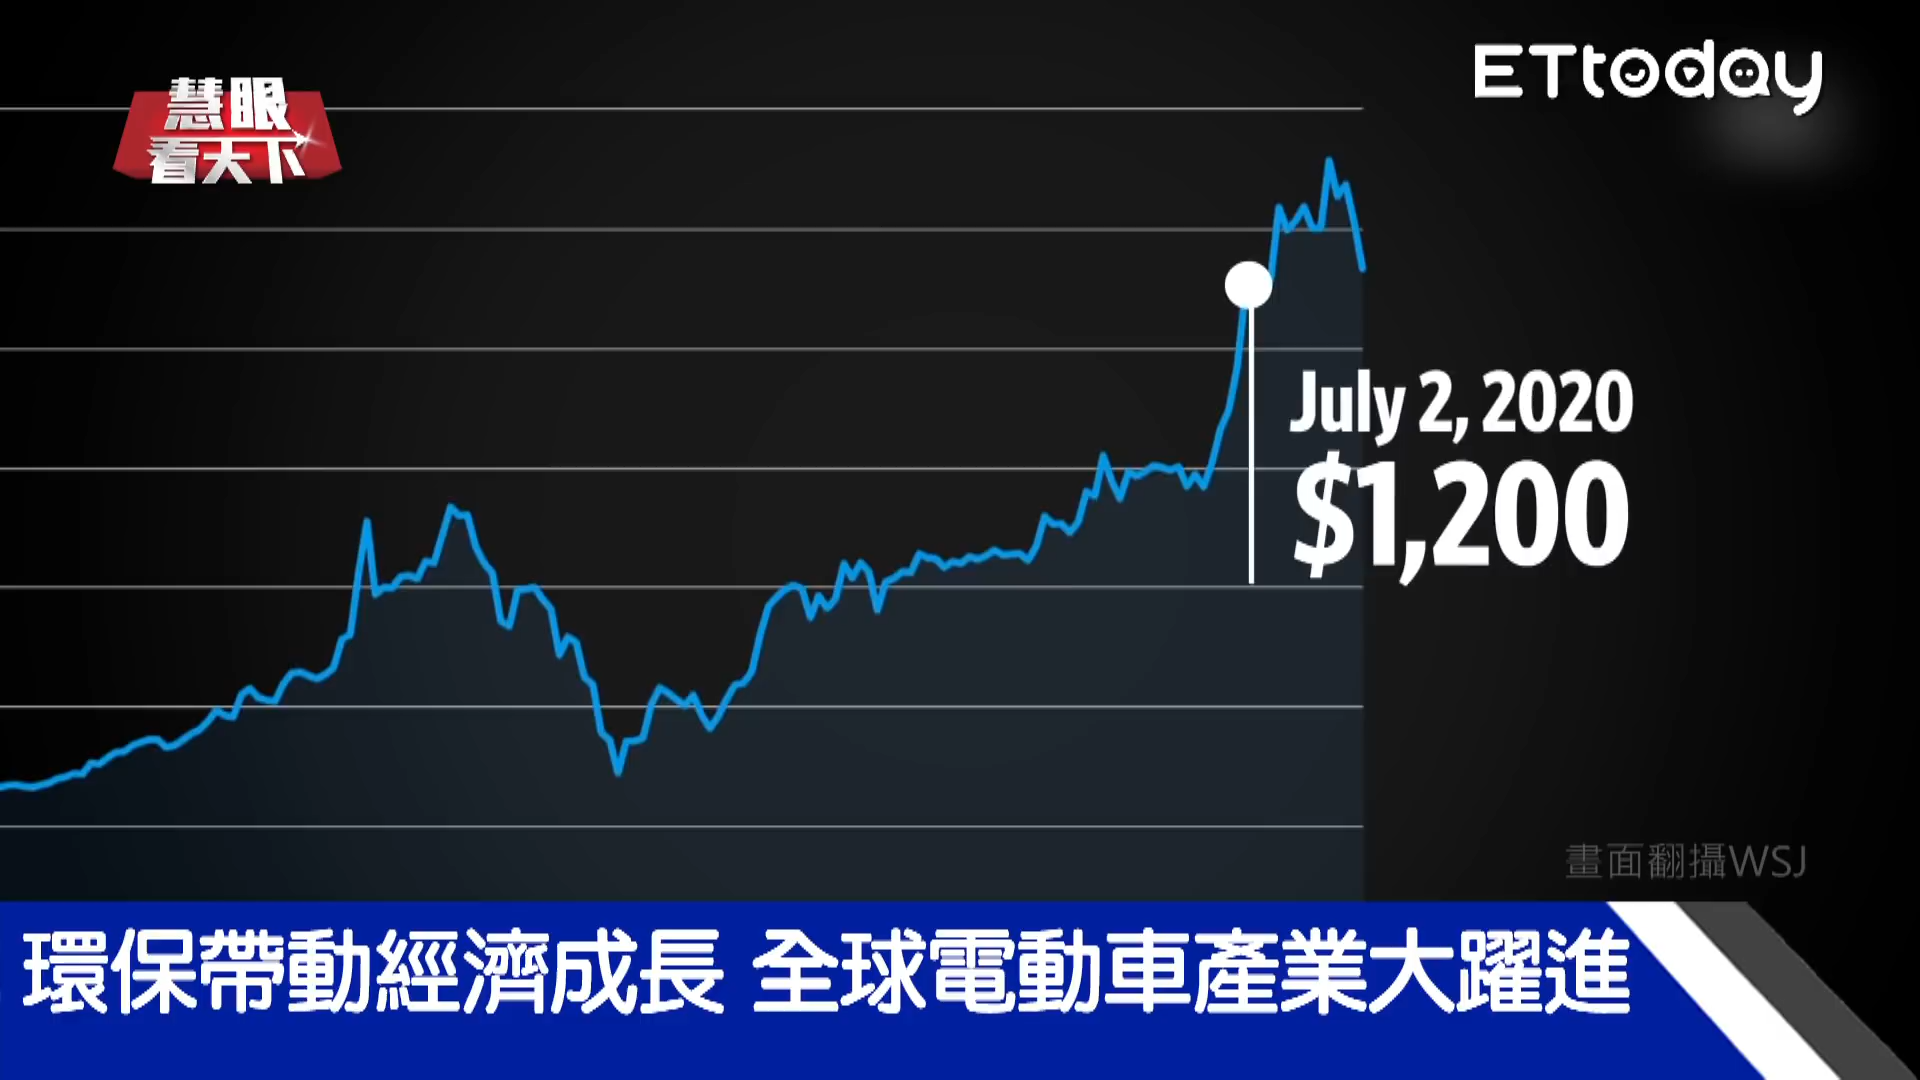 慧眼
看天下
ETtoday
July 2, 2020
$1,200
畫面翻攝WSJ
環保帶動經濟成長 全球電動車產業大躍進